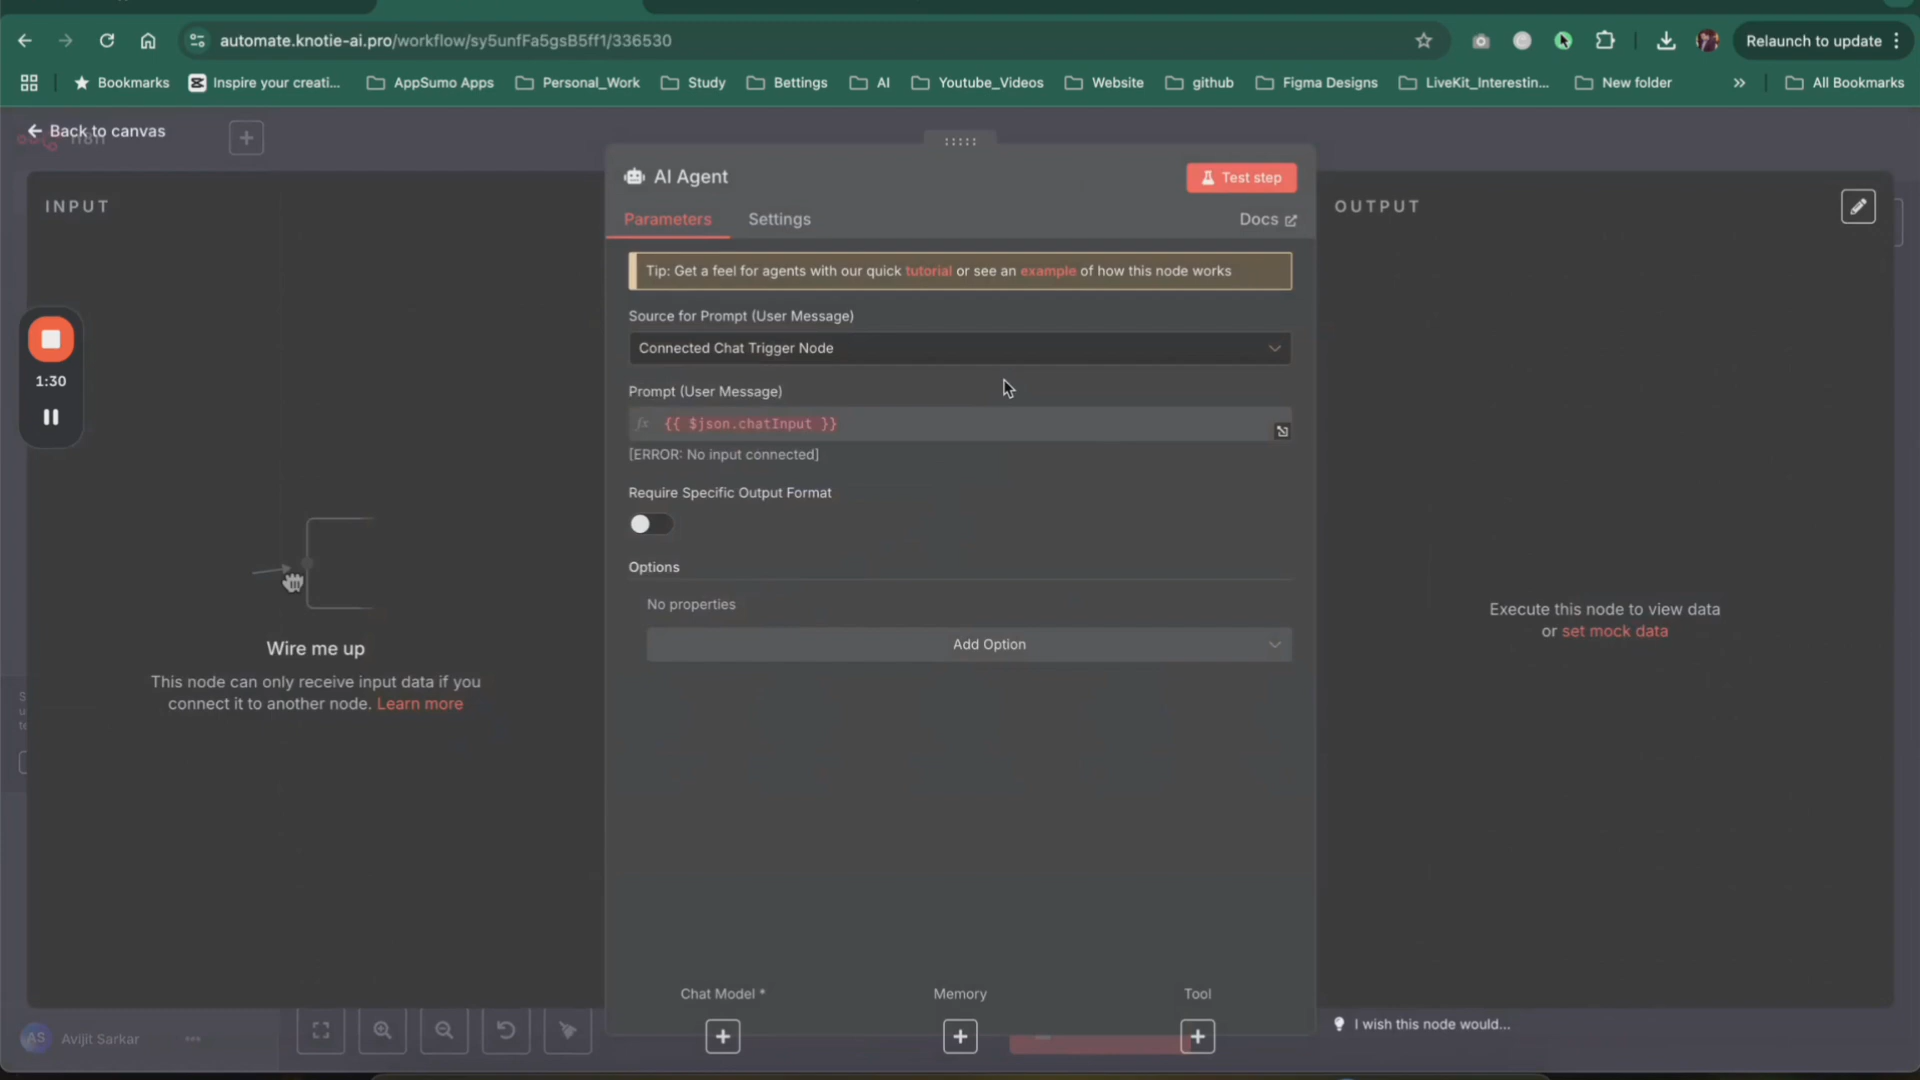 automate.knotie-ai.pro/workflow/sy5unfFa5gsB5ff1/336530
Relaunch to update
Bookmarks
Inspire your creati...
AppSumo Apps
Personal_Work
Study
Bettings
AI
Youtube_Videos
Website
github
Figma Designs
LiveKit_Interestin...
New folder
All Bookmarks
Back to canvas
n8n
INPUT
AI Agent
Test step
OUTPUT
Parameters
Settings
Docs
Tip: Get a feel for agents with our quick tutorial or see an example of how this node works
Source for Prompt (User Message)
Connected Chat Trigger Node
1:30
Prompt (User Message)
fx {{ $json.chatInput }}
[ERROR: No input connected]
Require Specific Output Format
Options
No properties
Add Option
Wire me up
This node can only receive input data if you
connect it to another node. Learn more
Execute this node to view data
or set mock data
Chat Model *
Memory
Tool
I wish this node would...
AS
Avijit Sarkar